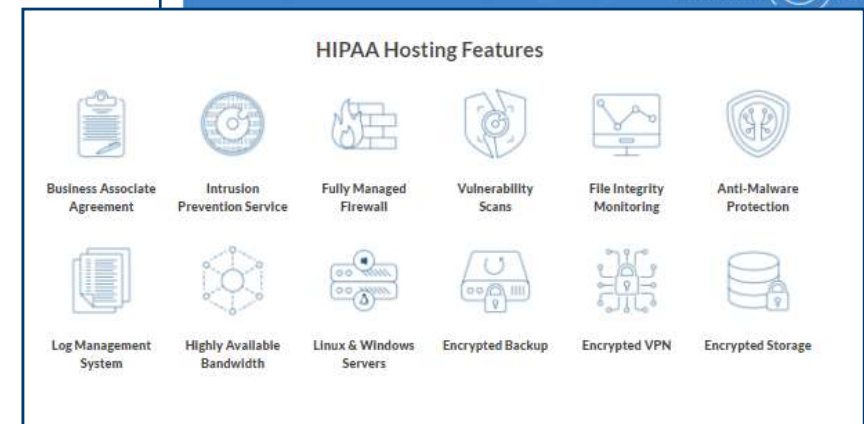 HIPAA Hosting Features
Business Associate
Agreement
Intrusion
Prevention Service
Fully Managed
Firewall
Vulnerability
Scans
File Integrity
Monitoring
Anti-Malware
Protection
Log Management
System
Highly Available
Bandwidth
Linux & Windows
Servers
Encrypted Backup
Encrypted VPN
Encrypted Storage